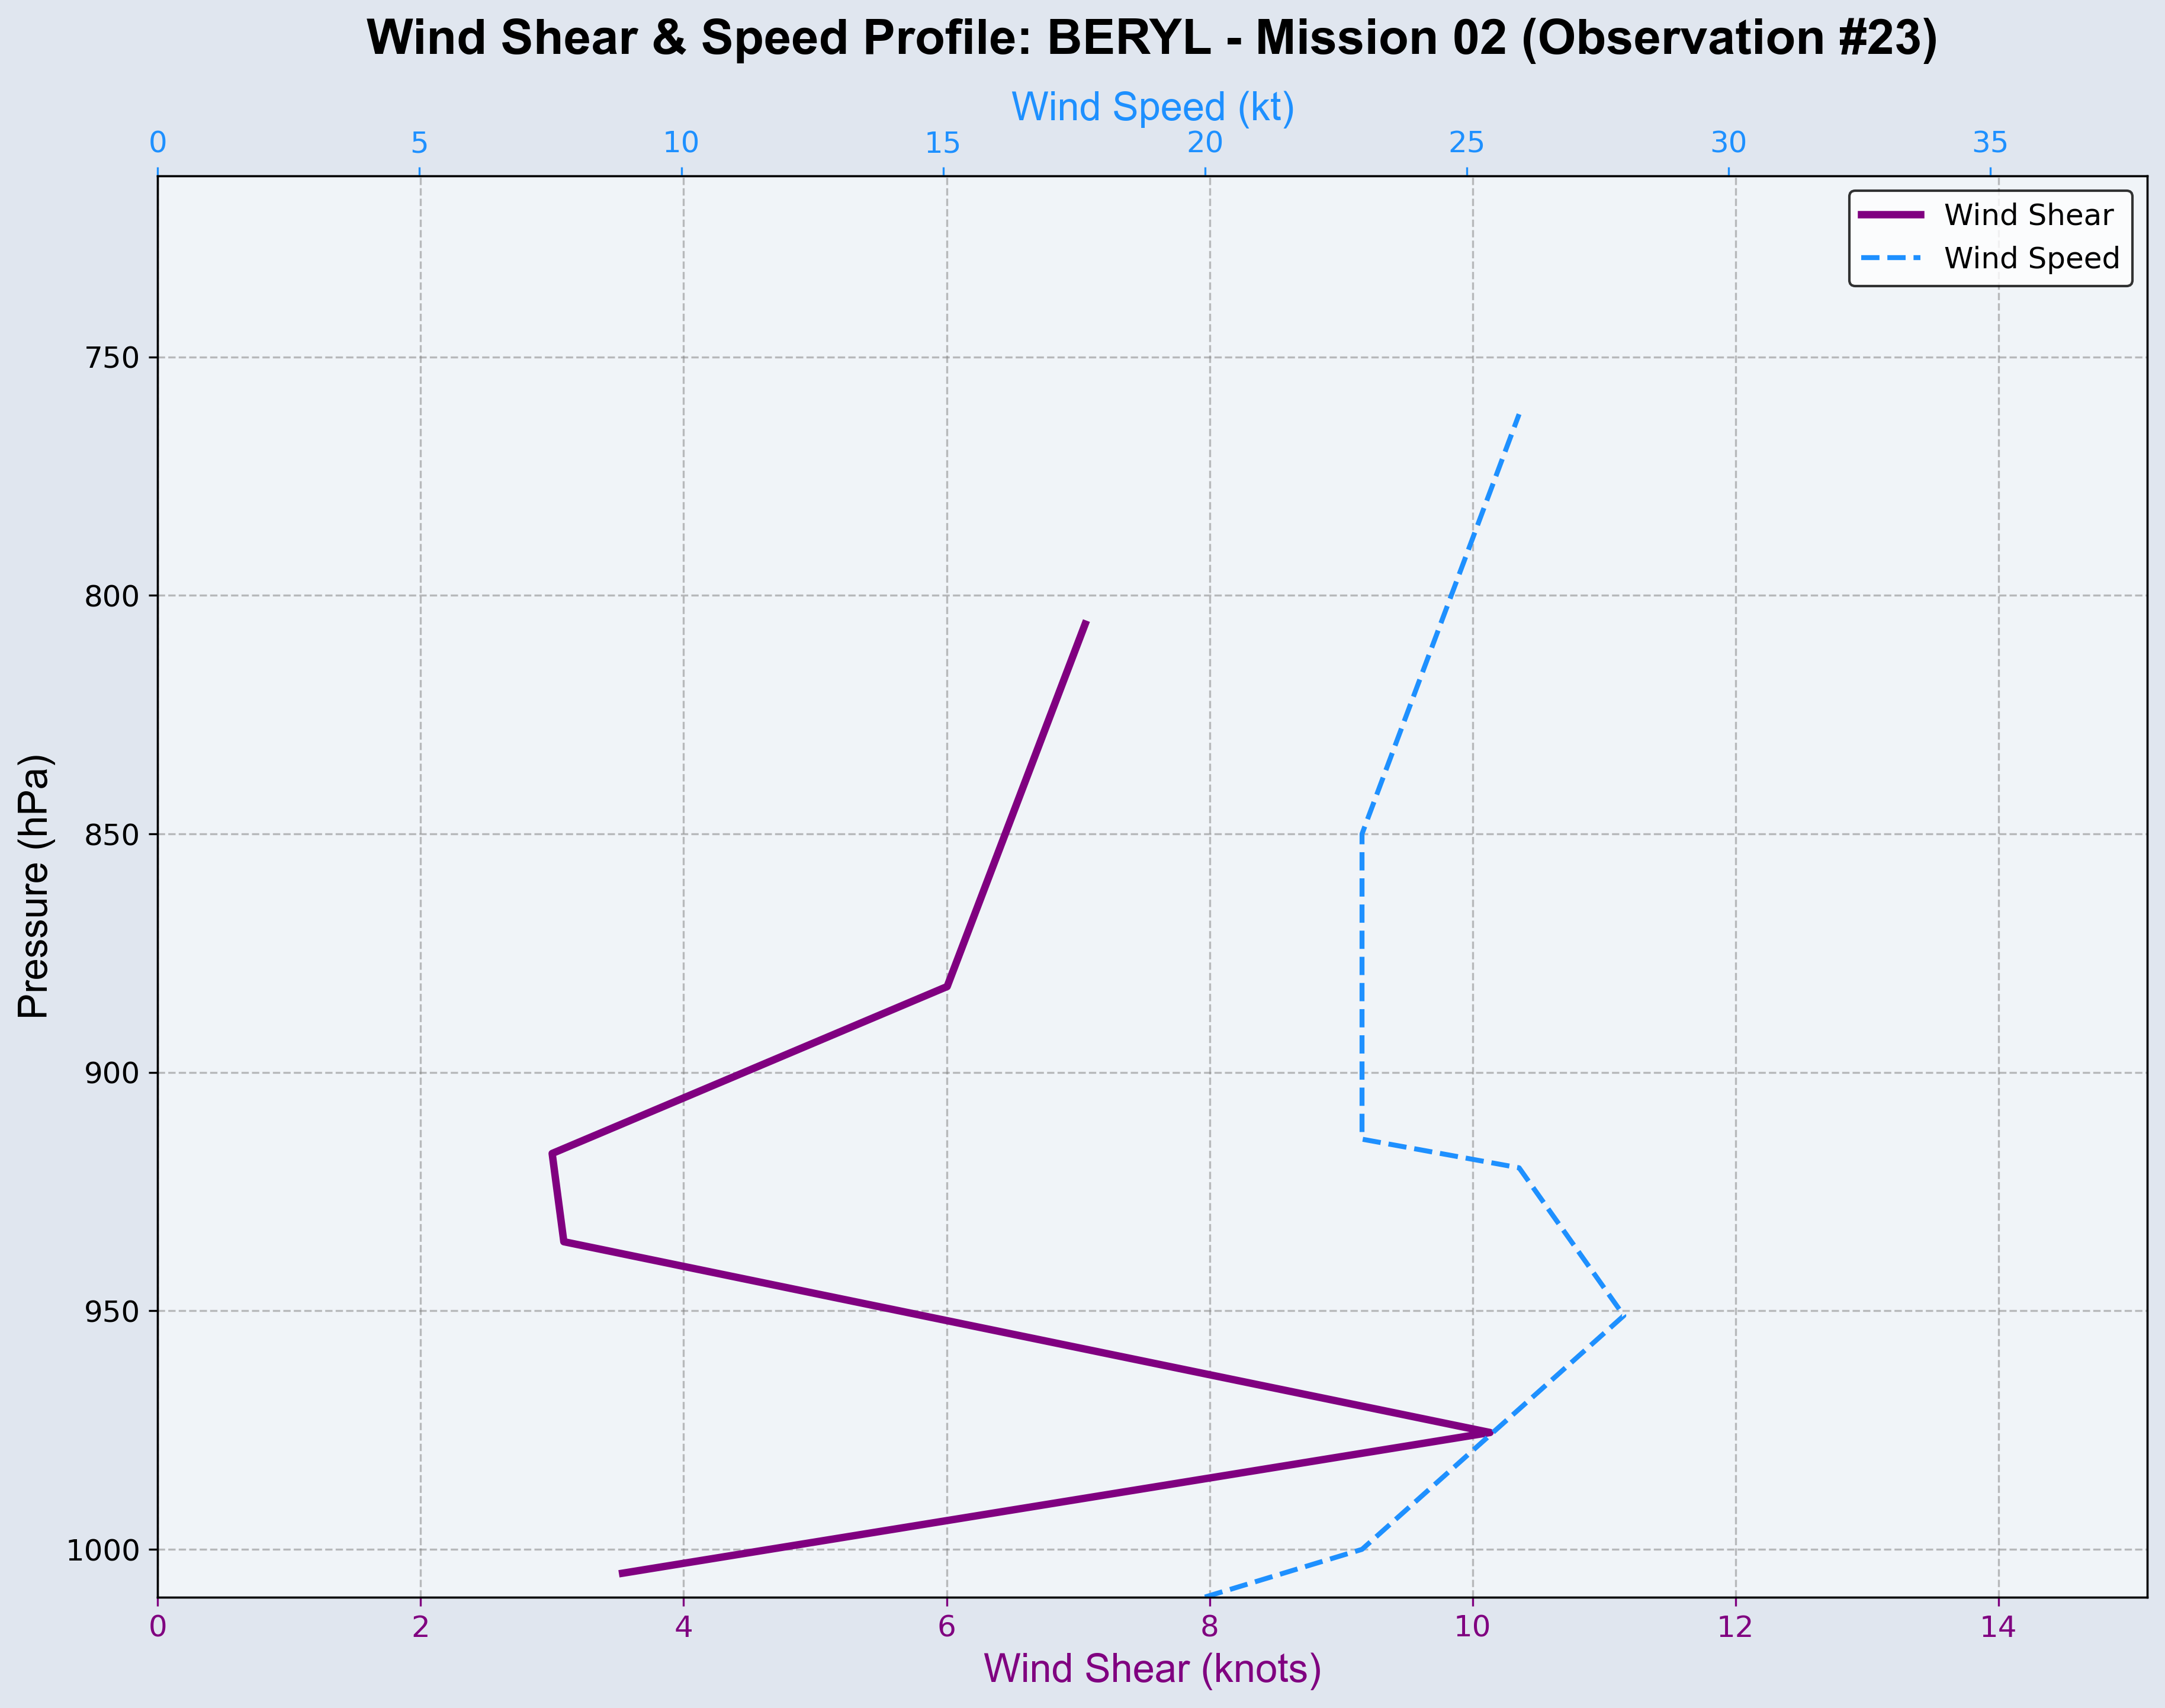 Wind Shear & Speed Profile: BERYL - Mission 02 (Observation #23)
Wind Speed (kt)
0 5 10 15 20 25 30 35
Wind Shear
Wind Speed
750
800
850
900
950
1000
Pressure (hPa)
0 2 4 6 8 10 12 14
Wind Shear (knots)